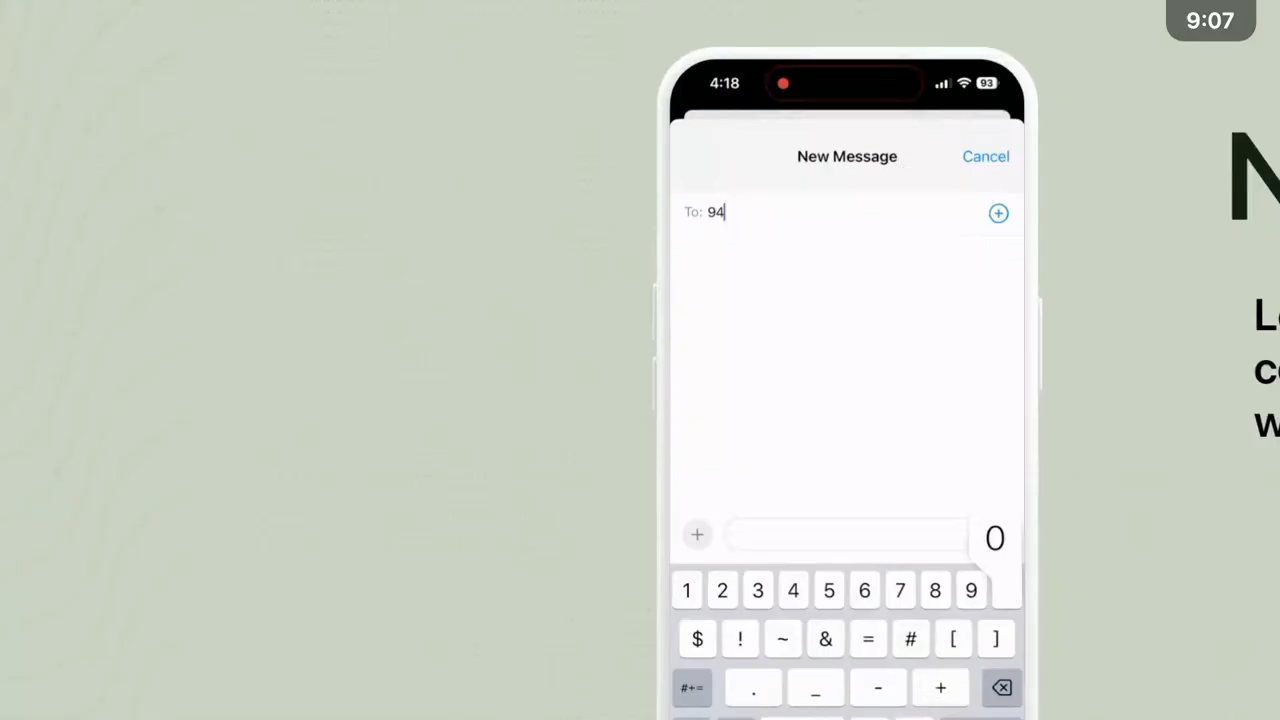 9:07
4:18
93
New Message
Cancel
To: 94
0
1 2 3 4 5 6 7 8 9
$ ! ~ & = # [ ]
#+= . _ - +